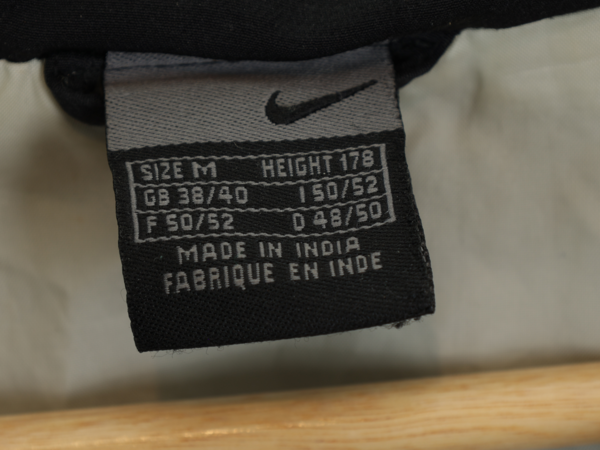 SIZE M HEIGHT 178
GB 38/40 I 50/52
F 50/52 D 48/50
MADE IN INDIA
FABRIQUE EN INDE